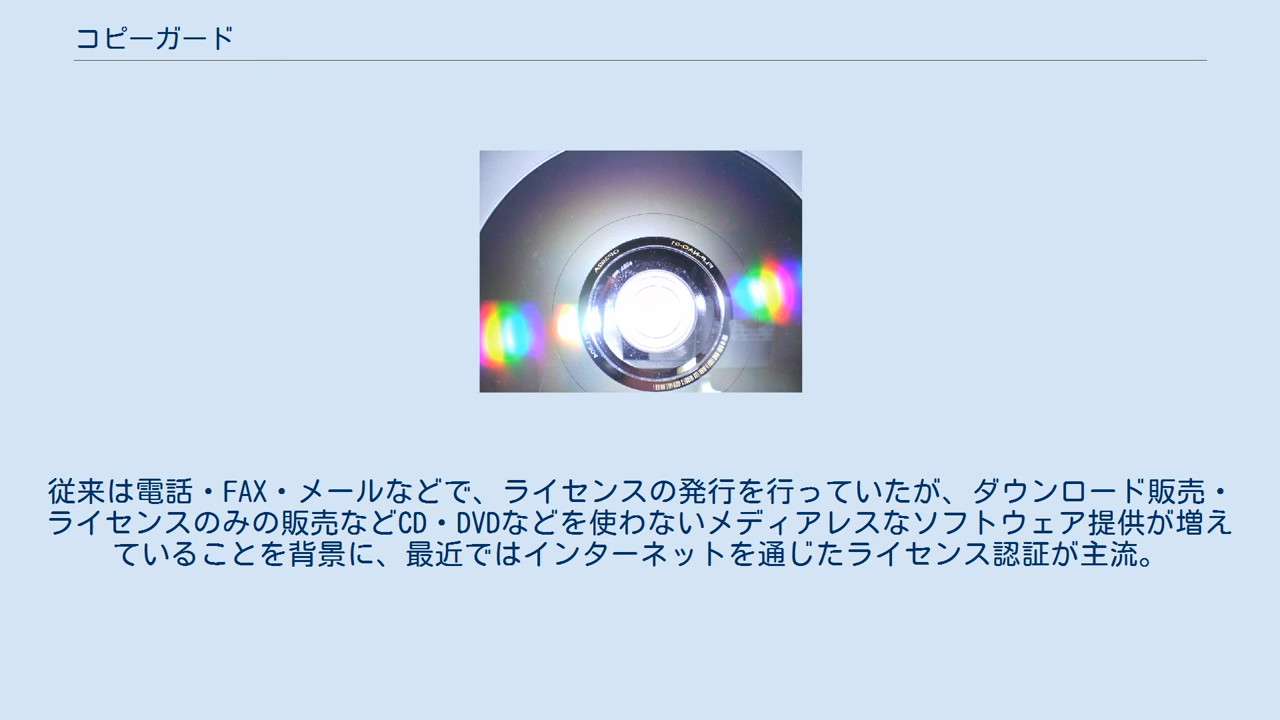 コピーガード
従来は電話・FAX・メールなどで、ライセンスの発行を行っていたが、ダウンロード販売・
ライセンスのみの販売などCD・DVDなどを使わないメディアレスなソフトウェア提供が増え
ていることを背景に、最近ではインターネットを通じたライセンス認証が主流。